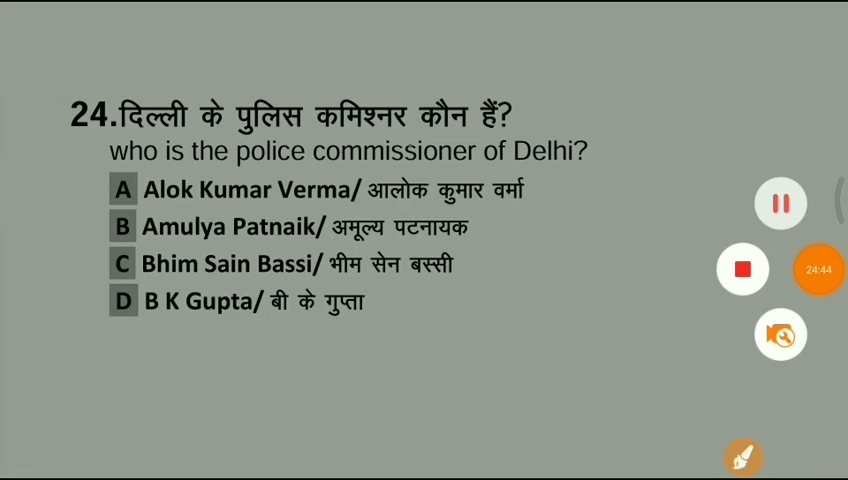 24.दिल्ली के पुलिस कमिश्नर कौन हैं?
who is the police commissioner of Delhi?
A Alok Kumar Verma/ आलोक कुमार वर्मा
B Amulya Patnaik/ अमूल्य पटनायक
C Bhim Sain Bassi/ भीम सेन बस्सी
D B K Gupta/ बी के गुप्ता
24:44